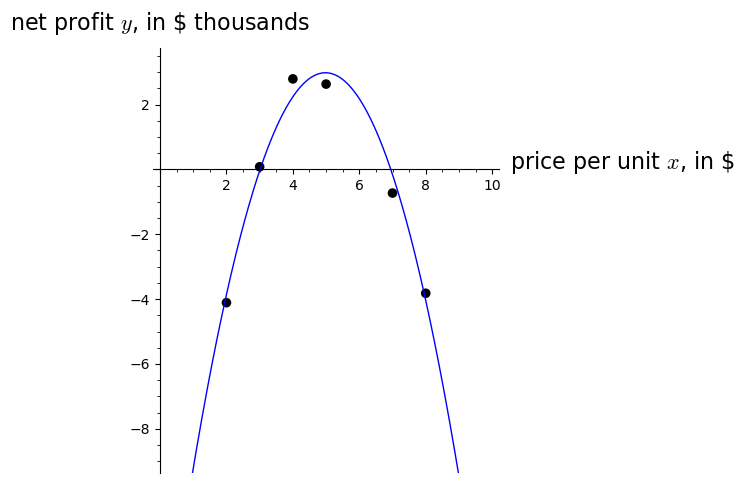 net profit y, in $ thousands
2
price per unit x, in $
2 4 6 8 10
−2
−4
−6
−8